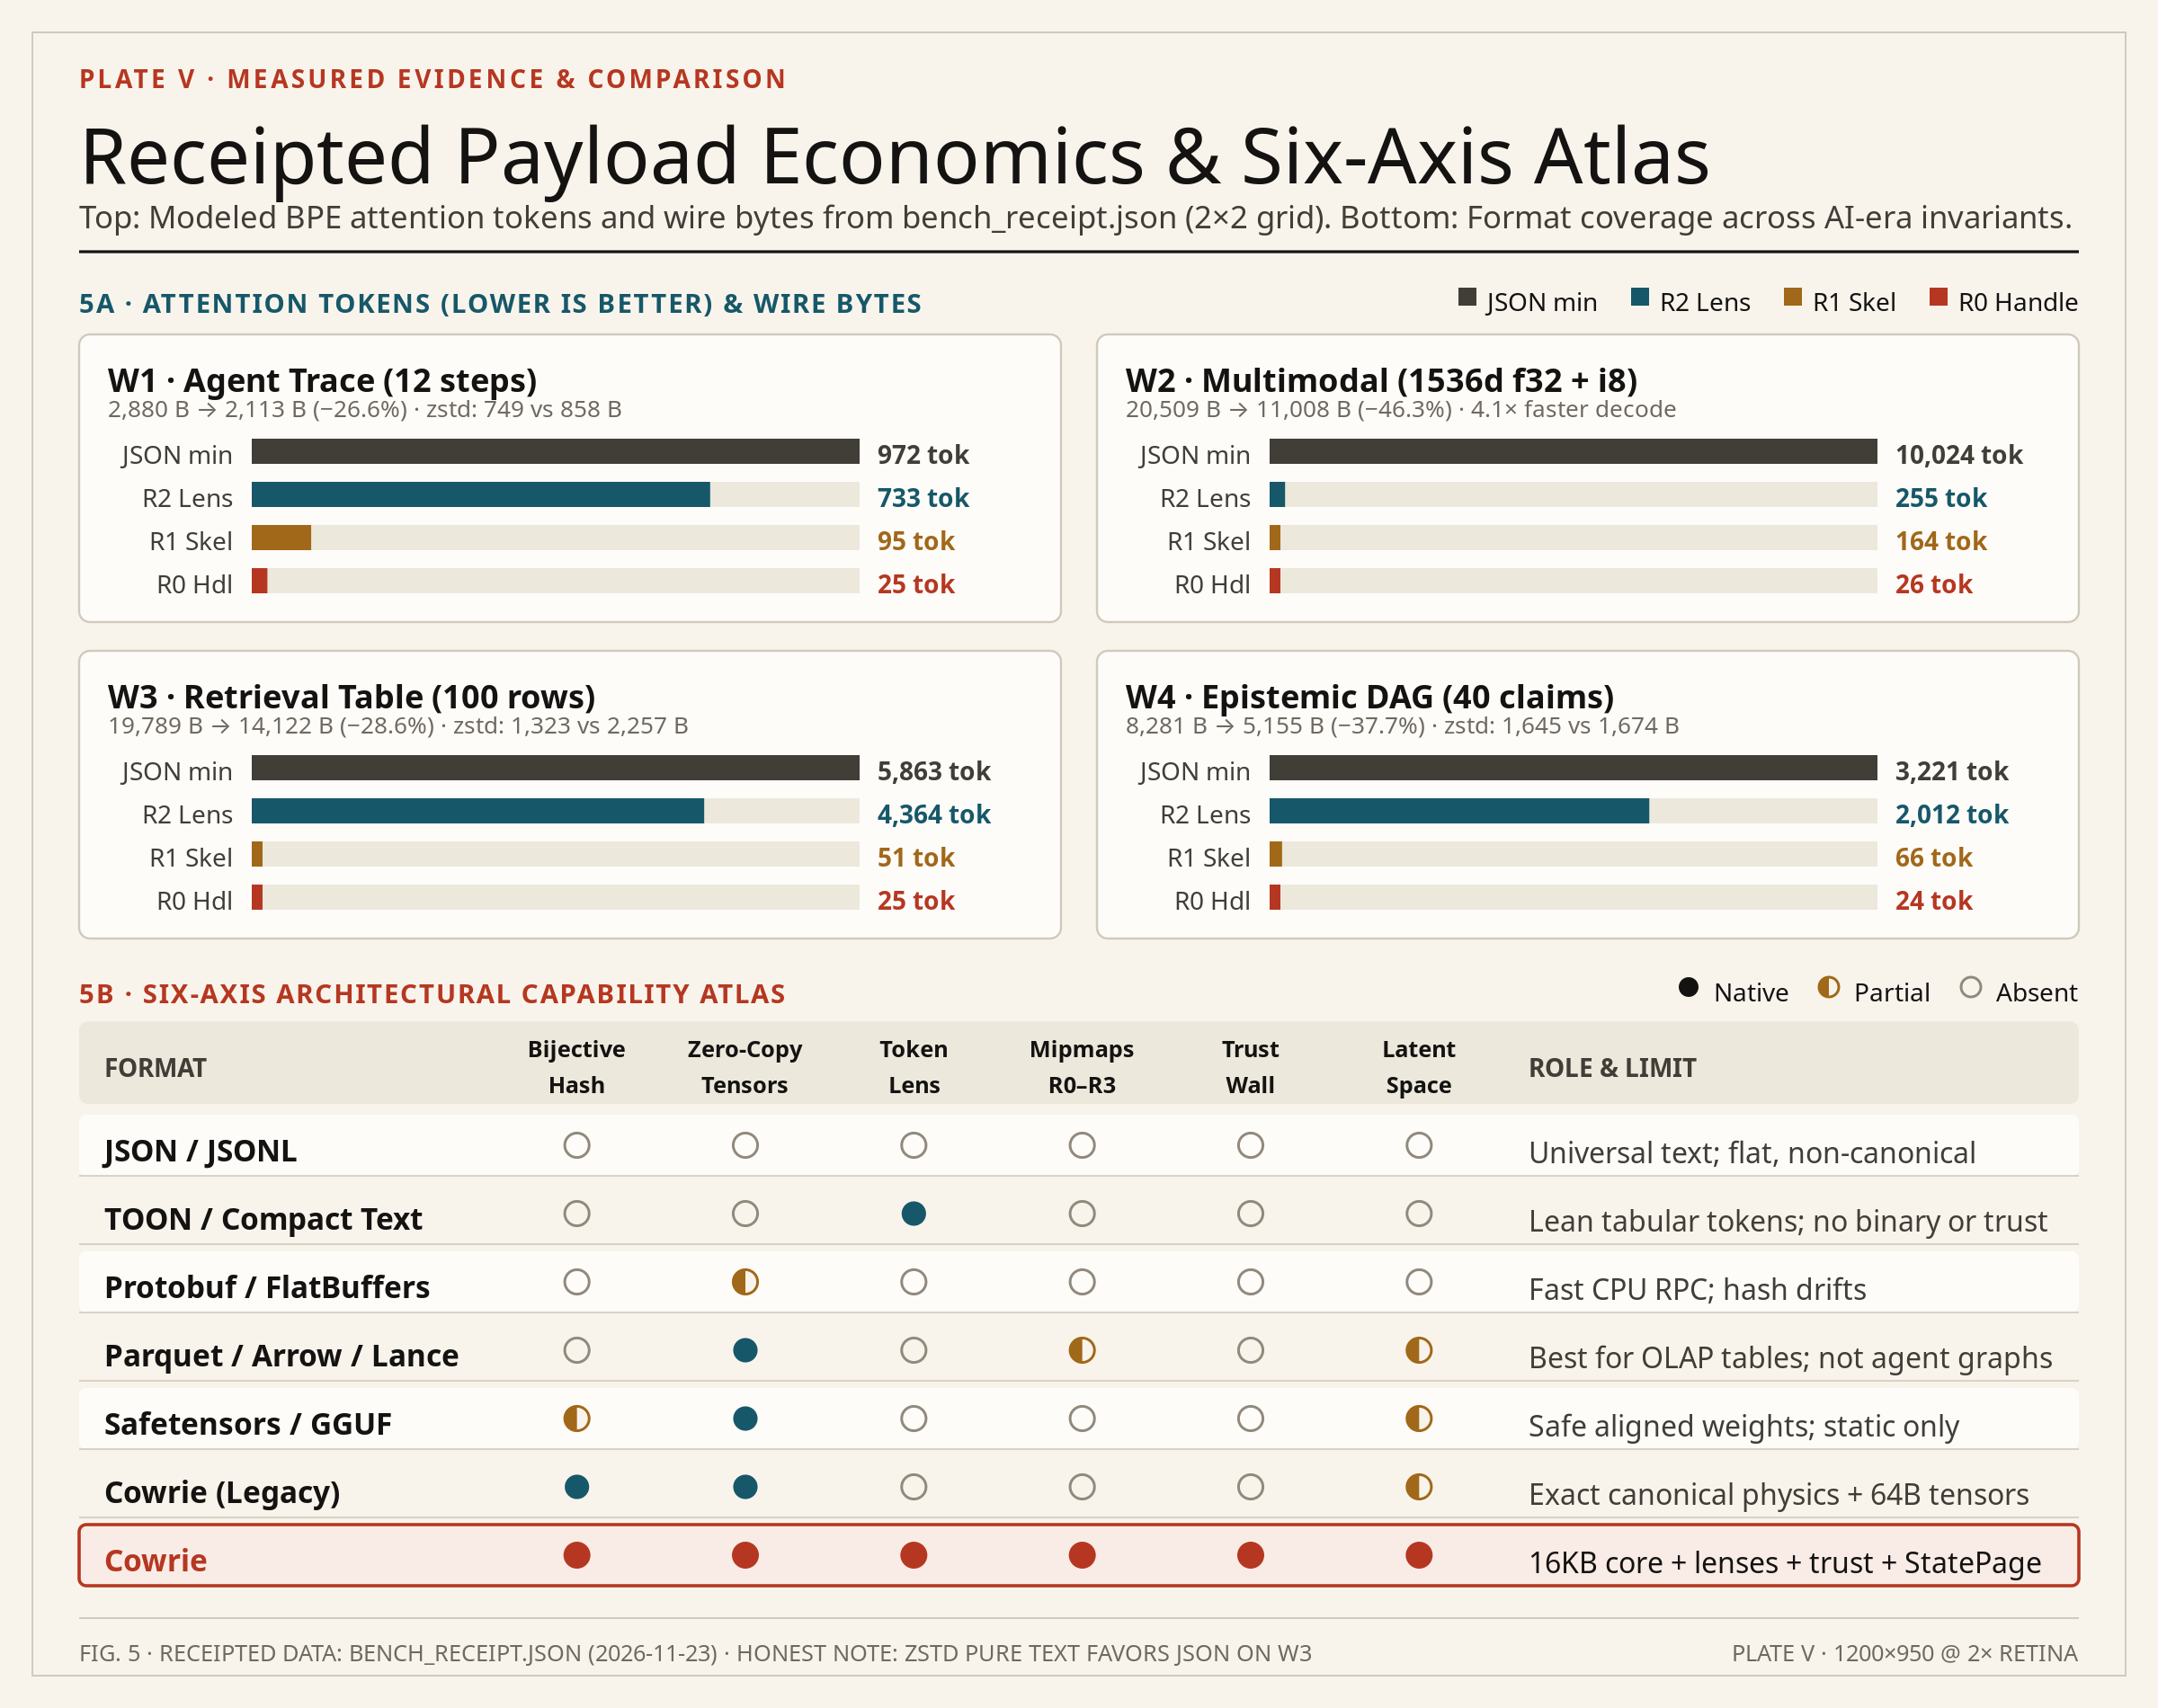 PLATE V · MEASURED EVIDENCE & COMPARISON
Receipted Payload Economics & Six-Axis Atlas
Top: Modeled BPE attention tokens and wire bytes from bench_receipt.json (2×2 grid). Bottom: Format coverage across AI-era invariants.
5A · ATTENTION TOKENS (LOWER IS BETTER) & WIRE BYTES
JSON min R2 Lens R1 Skel R0 Handle
W1 · Agent Trace (12 steps)
2,880 B → 2,113 B (−26.6%) · zstd: 749 vs 858 B
JSON min 972 tok
R2 Lens 733 tok
R1 Skel 95 tok
R0 Hdl 25 tok
W2 · Multimodal (1536d f32 + i8)
20,509 B → 11,008 B (−46.3%) · 4.1× faster decode
JSON min 10,024 tok
R2 Lens 255 tok
R1 Skel 164 tok
R0 Hdl 26 tok
W3 · Retrieval Table (100 rows)
19,789 B → 14,122 B (−28.6%) · zstd: 1,323 vs 2,257 B
JSON min 5,863 tok
R2 Lens 4,364 tok
R1 Skel 51 tok
R0 Hdl 25 tok
W4 · Epistemic DAG (40 claims)
8,281 B → 5,155 B (−37.7%) · zstd: 1,645 vs 1,674 B
JSON min 3,221 tok
R2 Lens 2,012 tok
R1 Skel 66 tok
R0 Hdl 24 tok
5B · SIX-AXIS ARCHITECTURAL CAPABILITY ATLAS
Native Partial Absent
FORMAT
Bijective Hash
Zero-Copy Tensors
Token Lens
Mipmaps R0–R3
Trust Wall
Latent Space
ROLE & LIMIT
JSON / JSONL Universal text; flat, non-canonical
TOON / Compact Text Lean tabular tokens; no binary or trust
Protobuf / FlatBuffers Fast CPU RPC; hash drifts
Parquet / Arrow / Lance Best for OLAP tables; not agent graphs
Safetensors / GGUF Safe aligned weights; static only
Cowrie (Legacy) Exact canonical physics + 64B tensors
Cowrie 16KB core + lenses + trust + StatePage
FIG. 5 · RECEIPTED DATA: BENCH_RECEIPT.JSON (2026-11-23) · HONEST NOTE: ZSTD PURE TEXT FAVORS JSON ON W3
PLATE V · 1200×950 @ 2× RETINA